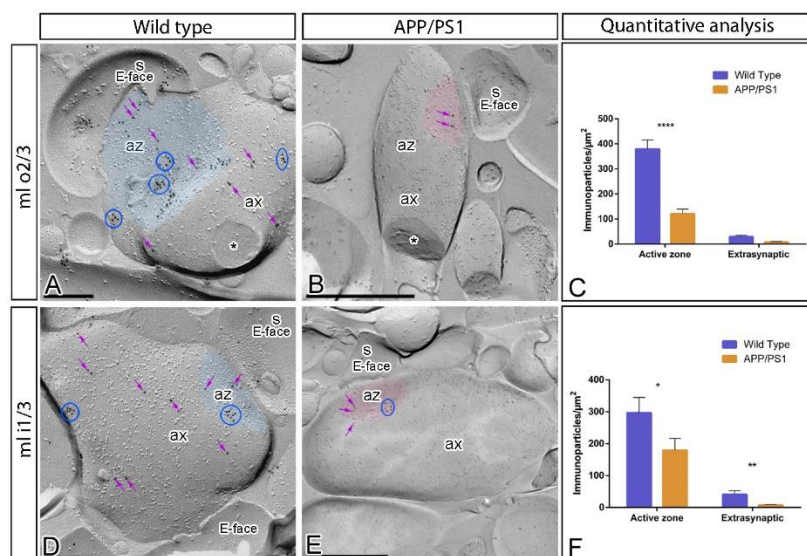 Wild type
APP/PS1
Quantitative analysis
ml o2/3
S
E-face
az
ax
*
A
S
E-face
az
ax
*
B
Wild Type
APP/PS1
Immunoparticles/µm²
500
400
300
200
100
0
****
Active zone
Extrasynaptic
C
ml i1/3
S
E-face
az
ax
E-face
D
S
E-face
az
ax
E
Wild Type
APP/PS1
Immunoparticles/µm²
400
300
200
100
0
*
**
Active zone
Extrasynaptic
F